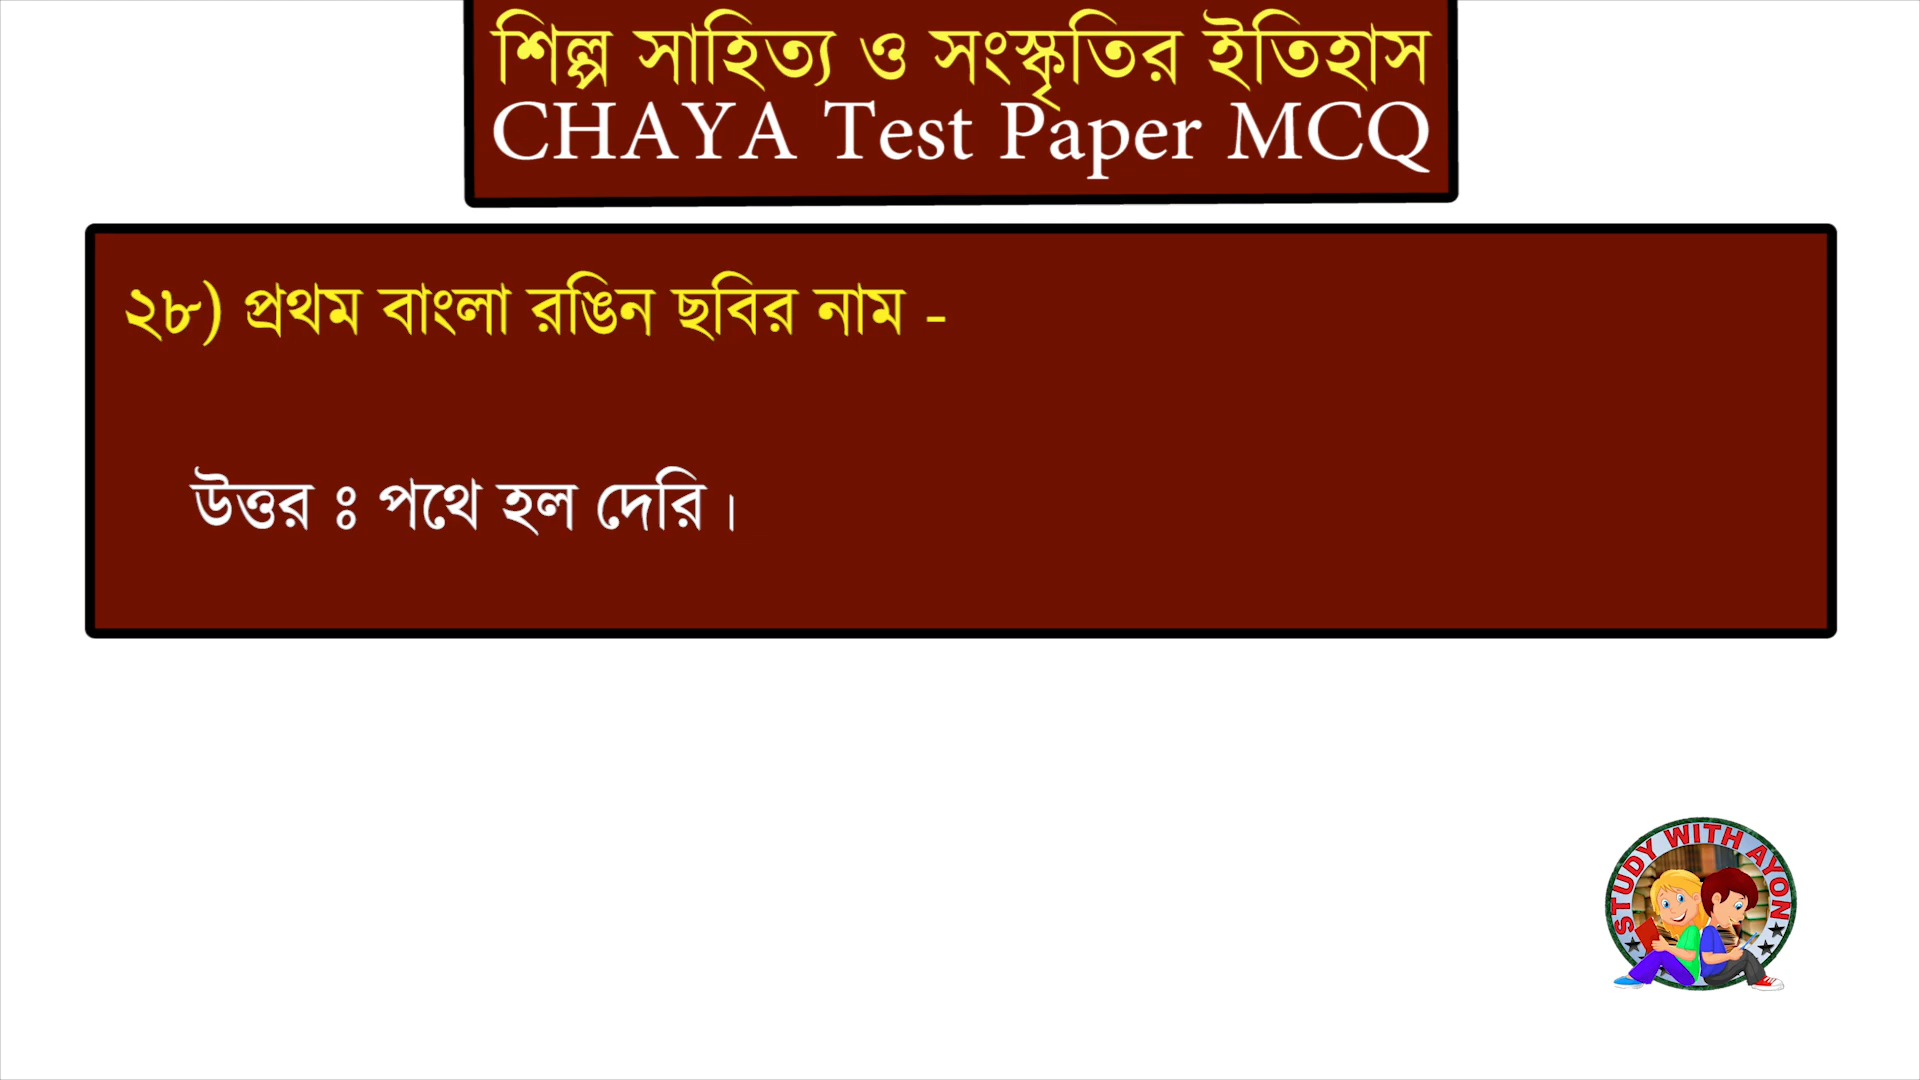 শিল্প সাহিত্য ও সংস্কৃতির ইতিহাস
CHAYA Test Paper MCQ
২৮) প্রথম বাংলা রঙিন ছবির নাম -
উত্তর ঃ পথে হল দেরি।
STUDY WITH AYON